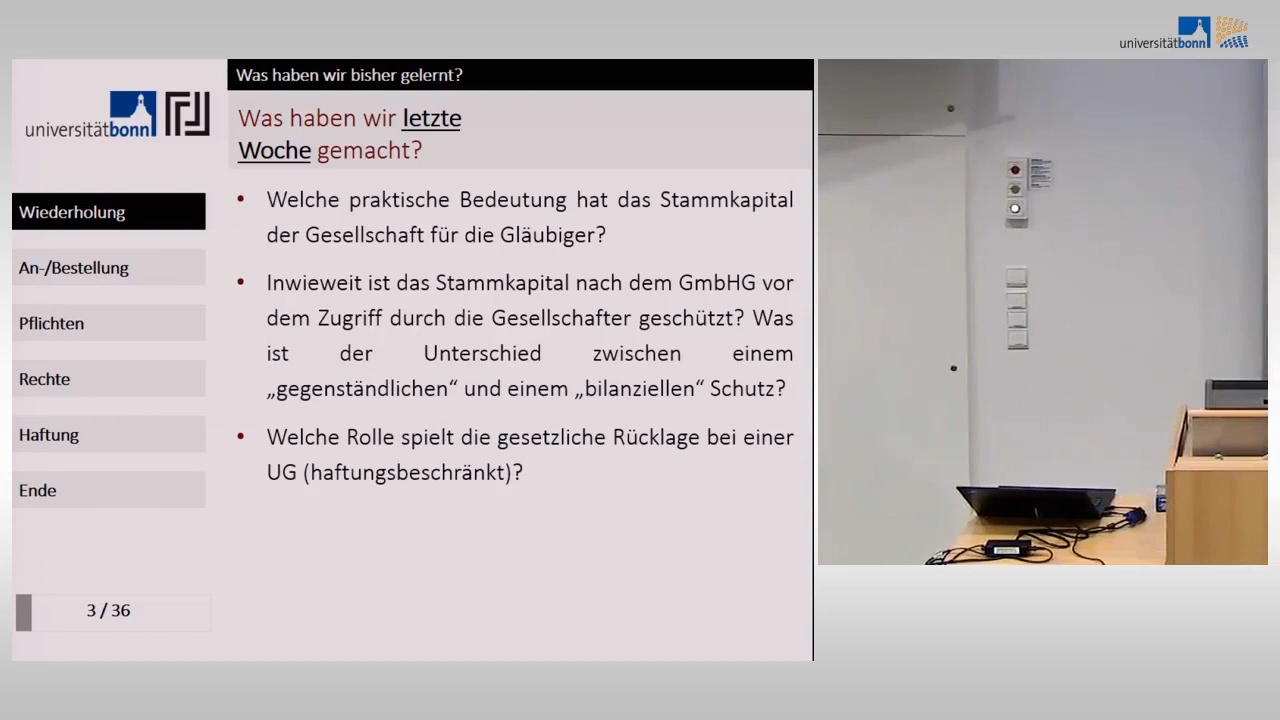 universitätbonn
Was haben wir bisher gelernt?
universitätbonn
Was haben wir letzte
Woche gemacht?
Wiederholung
An-/Bestellung
Pflichten
Rechte
Haftung
Ende
• Welche praktische Bedeutung hat das Stammkapital
der Gesellschaft für die Gläubiger?
• Inwieweit ist das Stammkapital nach dem GmbHG vor
dem Zugriff durch die Gesellschafter geschützt? Was
ist der Unterschied zwischen einem
„gegenständlichen“ und einem „bilanziellen“ Schutz?
• Welche Rolle spielt die gesetzliche Rücklage bei einer
UG (haftungsbeschränkt)?
3 / 36